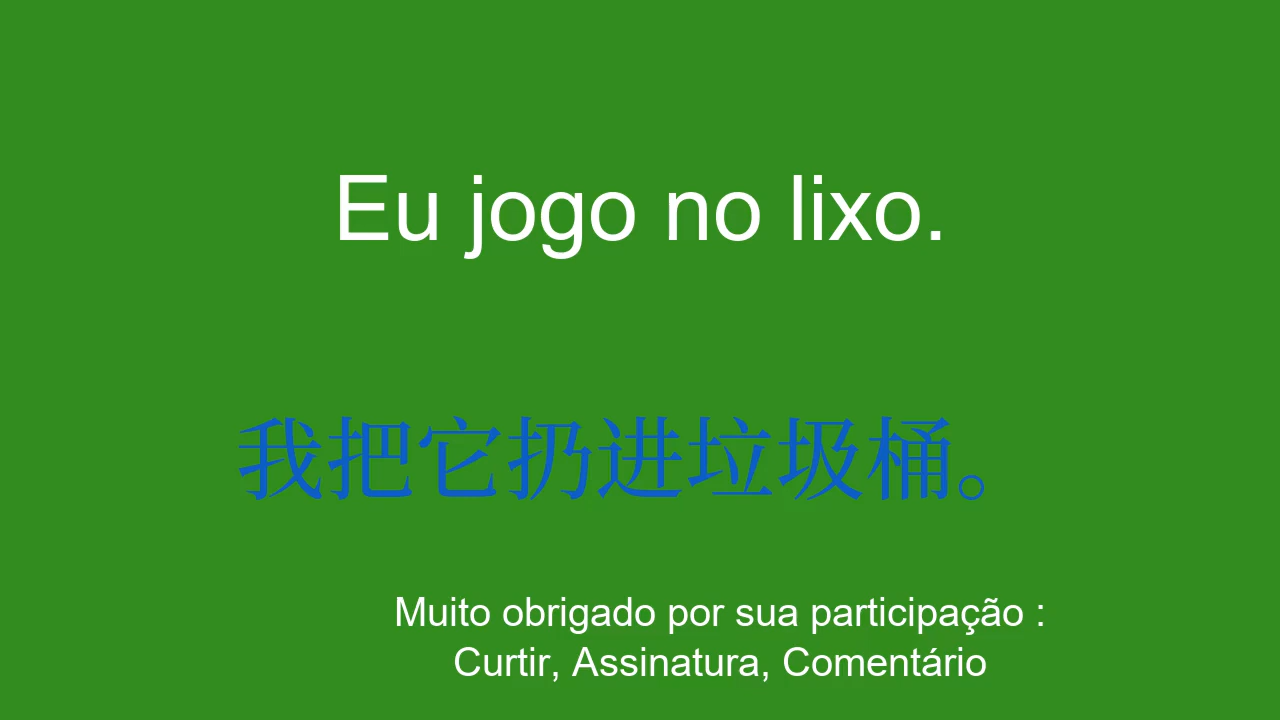 Eu jogo no lixo.
我把它扔进垃圾桶。
Muito obrigado por sua participação :
Curtir, Assinatura, Comentário